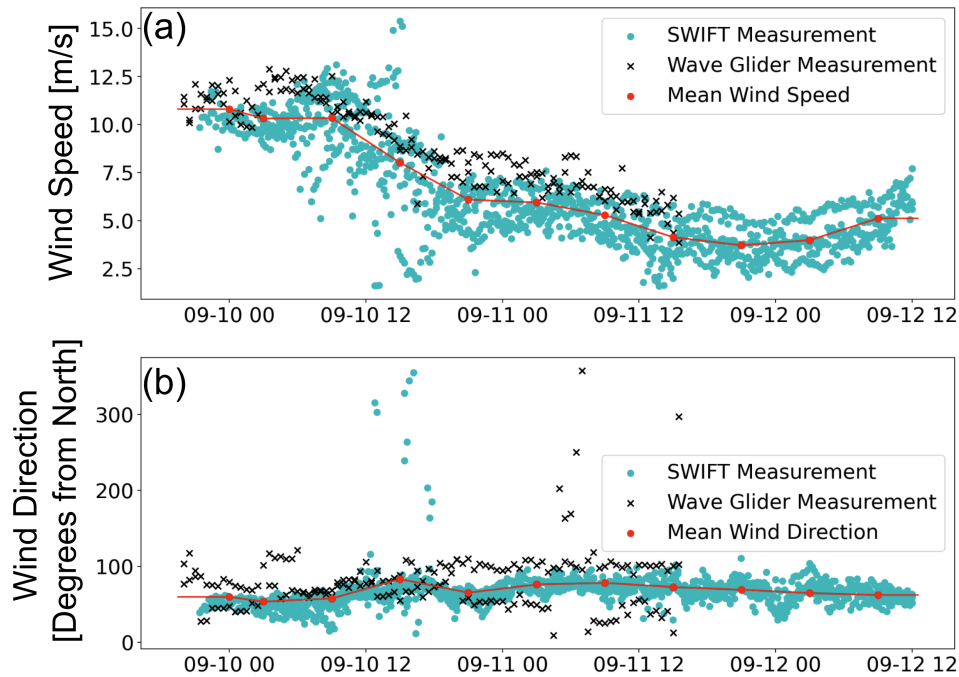 (a)
Wind Speed [m/s]
15.0
12.5
10.0
7.5
5.0
2.5
SWIFT Measurement
Wave Glider Measurement
Mean Wind Speed
09-10 00
09-10 12
09-11 00
09-11 12
09-12 00
09-12 12
(b)
Wind Direction
[Degrees from North]
300
200
100
0
SWIFT Measurement
Wave Glider Measurement
Mean Wind Direction
09-10 00
09-10 12
09-11 00
09-11 12
09-12 00
09-12 12